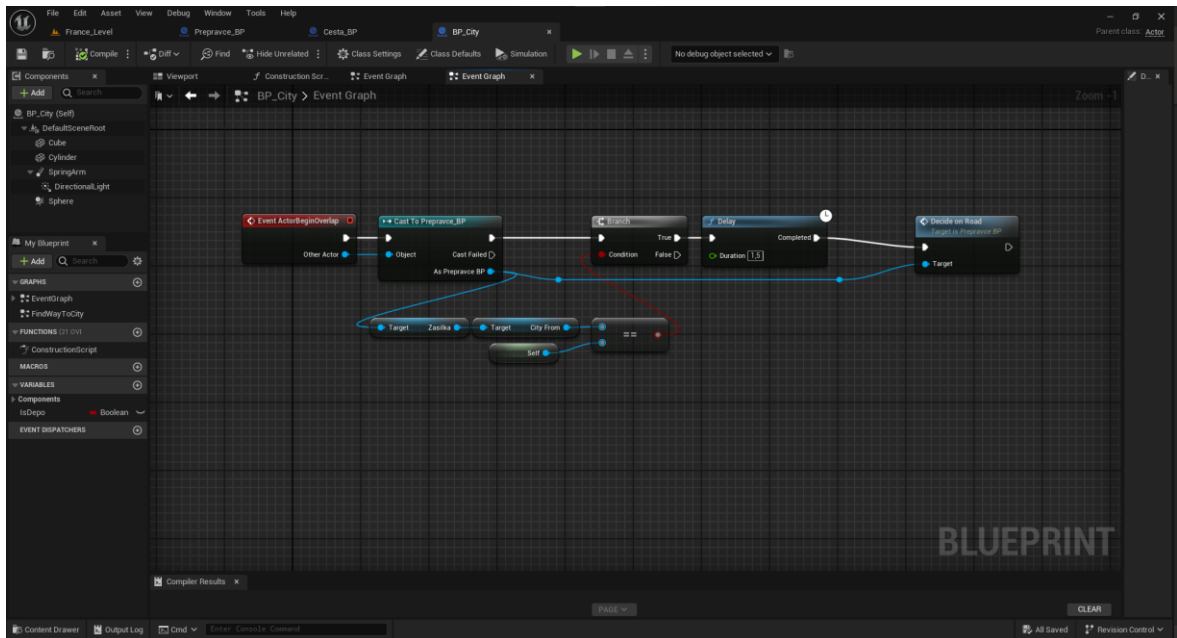 File Edit Asset View Debug Window Tools Help
France_Level Prepravce_BP Cesta_BP BP_City
Parent class: Actor
Compile Diff Find Hide Unrelated Class Settings Class Defaults Simulation No debug object selected
Components Viewport Construction Scr... Event Graph Event Graph D...
Add Search
BP_City > Event Graph Zoom -1
BP_City (Self)
DefaultSceneRoot
Cube
Cylinder
SpringArm
DirectionalLight
Sphere
My Blueprint
Add Search
GRAPHS
EventGraph
FindWayToCity
FUNCTIONS (21 OVE
ConstructionScript
MACROS
VARIABLES
Components
IsDepo Boolean
EVENT DISPATCHERS
Event ActorBeginOverlap
Other Actor
Cast To Prepravce_BP
Object Cast Failed
As Prepravce BP
Branch
True
Condition False
Delay
Completed
Duration 1,5
Decide on Road
Target is Prepravce BP
Target
Target Zasilka Target City From
Self
==
BLUEPRINT
Compiler Results
PAGE CLEAR
Content Drawer Output Log Cmd Enter Console Command All Saved Revision Control